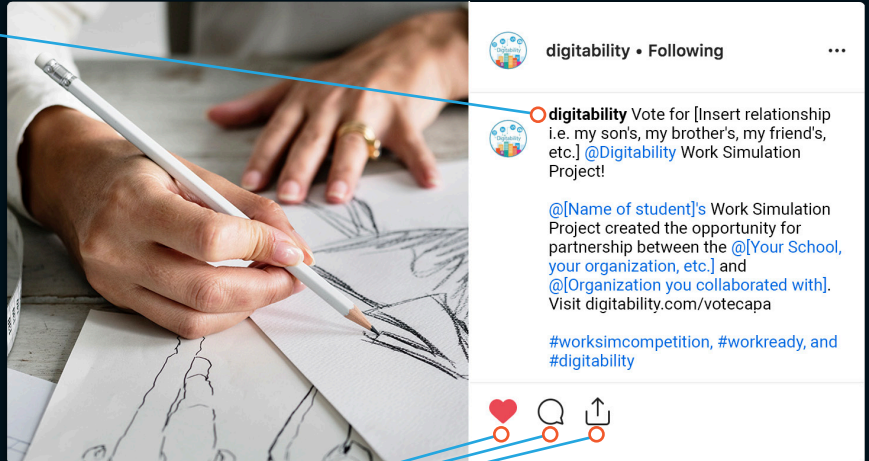 digitability • Following
digitability Vote for [Insert relationship
i.e. my son's, my brother's, my friend's,
etc.] @Digitability Work Simulation
Project!
@[Name of student]'s Work Simulation
Project created the opportunity for
partnership between the @[Your School,
your organization, etc.] and
@[Organization you collaborated with].
Visit digitability.com/votecapa
#worksimcompetition, #workready, and
#digitability